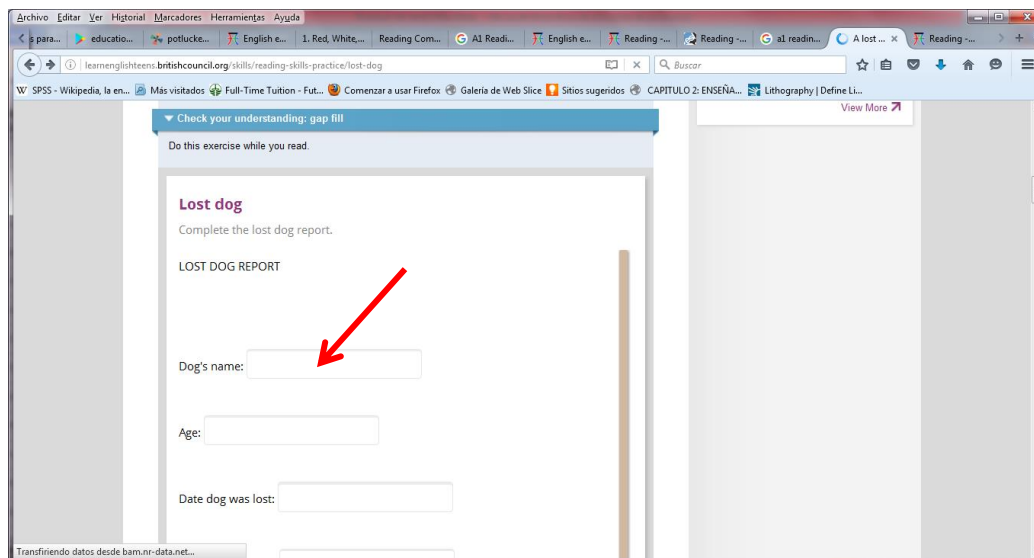 Archivo Editar Ver Historial Marcadores Herramientas Ayuda
s para... educatio... potlucke... English e... 1. Red, White,... Reading Com... A1 Readi... English e... Reading -... Reading -... a1 readin... A lost ... Reading -...
learnenglishteens.britishcouncil.org/skills/reading-skills-practice/lost-dog Buscar
SPSS - Wikipedia, la en... Más visitados Full-Time Tuition - Fut... Comenzar a usar Firefox Galería de Web Slice Sitios sugeridos CAPITULO 2: ENSEÑA... Lithography | Define Li...
View More
Check your understanding: gap fill
Do this exercise while you read.
Lost dog
Complete the lost dog report.
LOST DOG REPORT
Dog's name:
Age:
Date dog was lost:
Transfiriendo datos desde bam.nr-data.net...